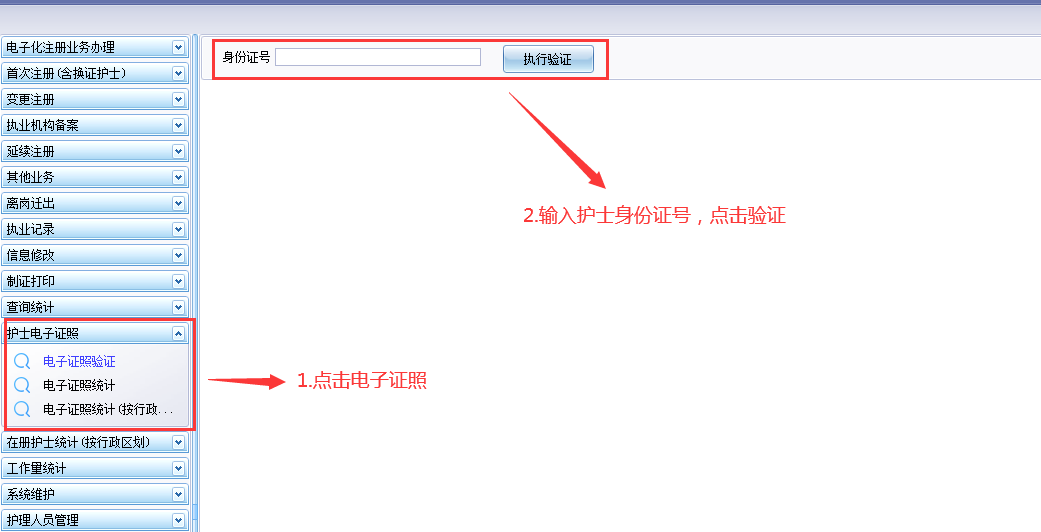 电子化注册业务办理
首次注册(含换证护士)
变更注册
执业机构备案
延续注册
其他业务
离岗迁出
执业记录
信息修改
制证打印
查询统计
护士电子证照
电子证照验证
电子证照统计
电子证照统计(按行政...
在册护士统计(按行政区划)
工作量统计
系统维护
护理人员管理
身份证号
执行验证
2.输入护士身份证号，点击验证
1.点击电子证照